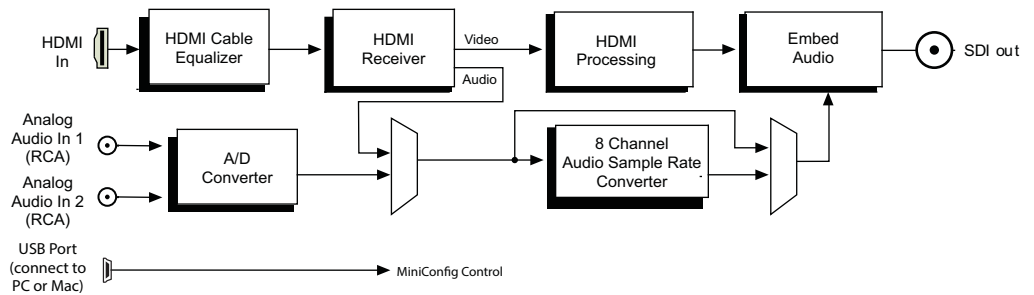 HDMI
In
HDMI Cable
Equalizer
HDMI
Receiver
Video
Audio
HDMI
Processing
Embed
Audio
SDI out
Analog
Audio In 1
(RCA)
Analog
Audio In 2
(RCA)
A/D
Converter
8 Channel
Audio Sample Rate
Converter
USB Port
(connect to
PC or Mac)
MiniConfig Control